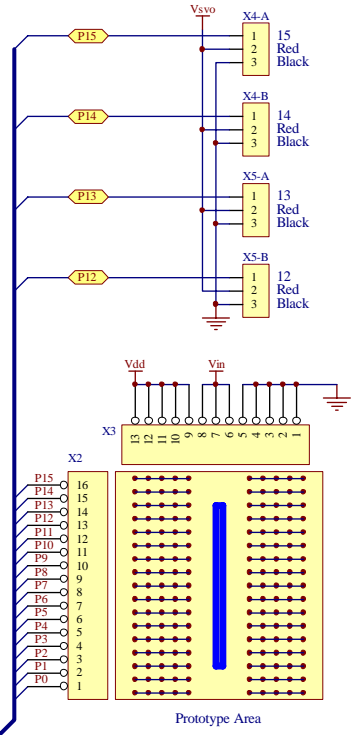 Vsvo
X4-A
P15 1 15
2 Red
3 Black
X4-B
P14 1 14
2 Red
3 Black
X5-A
P13 1 13
2 Red
3 Black
X5-B
P12 1 12
2 Red
3 Black
Vdd Vin
X3 13 12 11 10 9 8 7 6 5 4 3 2 1
X2
P15 16
P14 15
P13 14
P12 13
P11 12
P10 11
P9 10
P8 9
P7 8
P6 7
P5 6
P4 5
P3 4
P2 3
P1 2
P0 1
Prototype Area